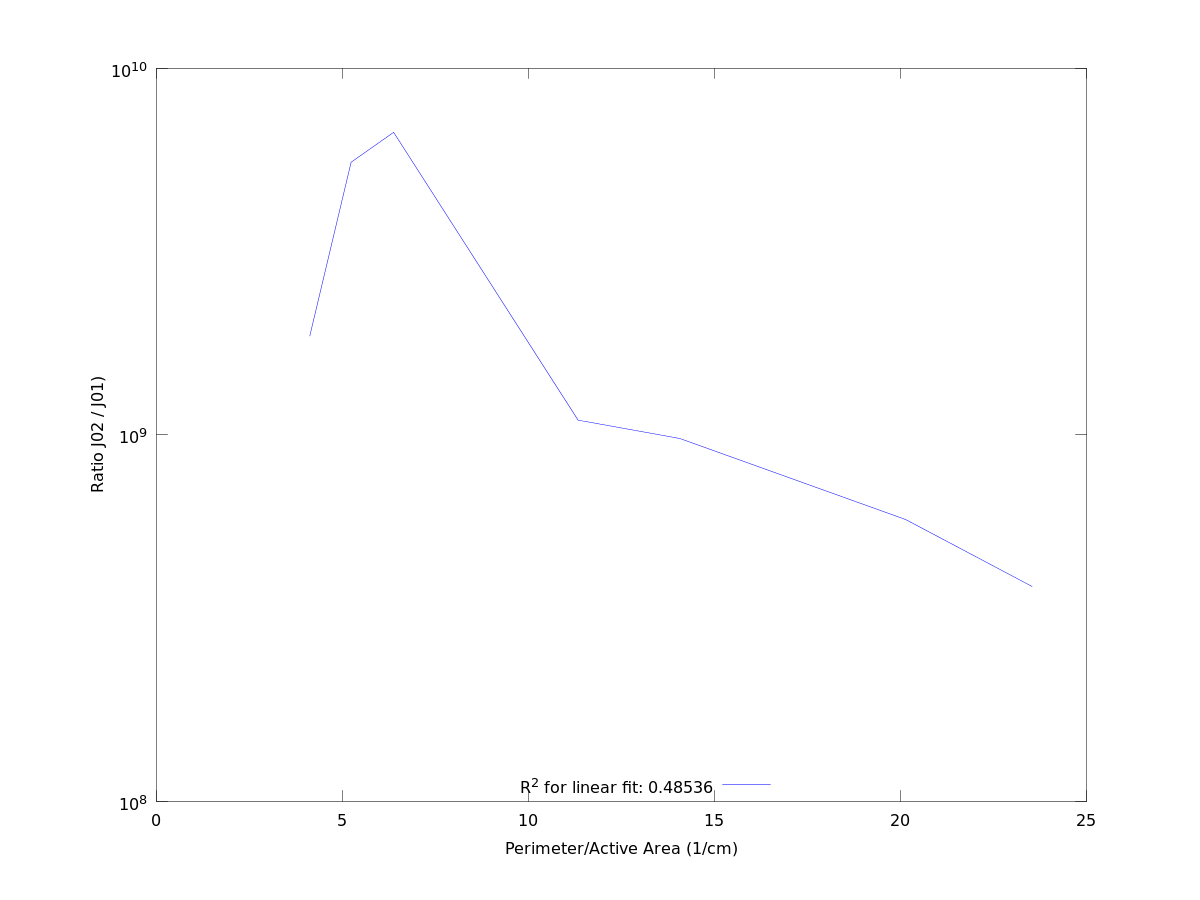 10^10
10^9
10^8
Ratio J02 / J01)
R^2 for linear fit: 0.48536
0 5 10 15 20 25
Perimeter/Active Area (1/cm)